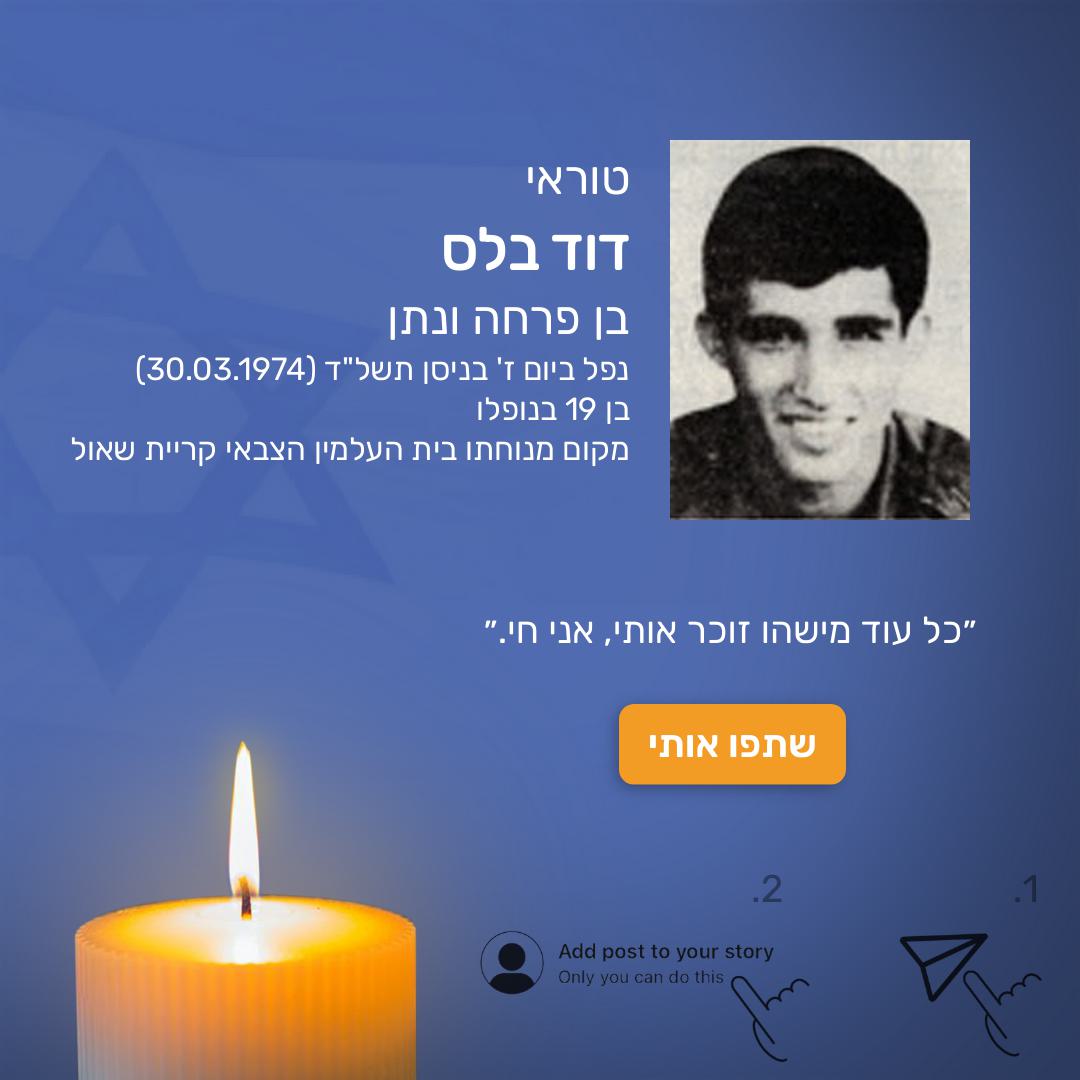 טוראי
דוד בלס
בן פרחה ונתן
נפל ביום ז' בניסן תשל"ד (30.03.1974)
בן 19 בנופלו
מקום מנוחתו בית העלמין הצבאי קריית שאול
״כל עוד מישהו זוכר אותי, אני חי.״
שתפו אותי
1.
2.
Add post to your story
Only you can do this